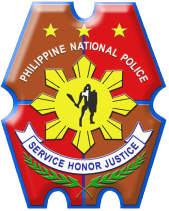 PHILIPPINE NATIONAL POLICE
SERVICE HONOR JUSTICE